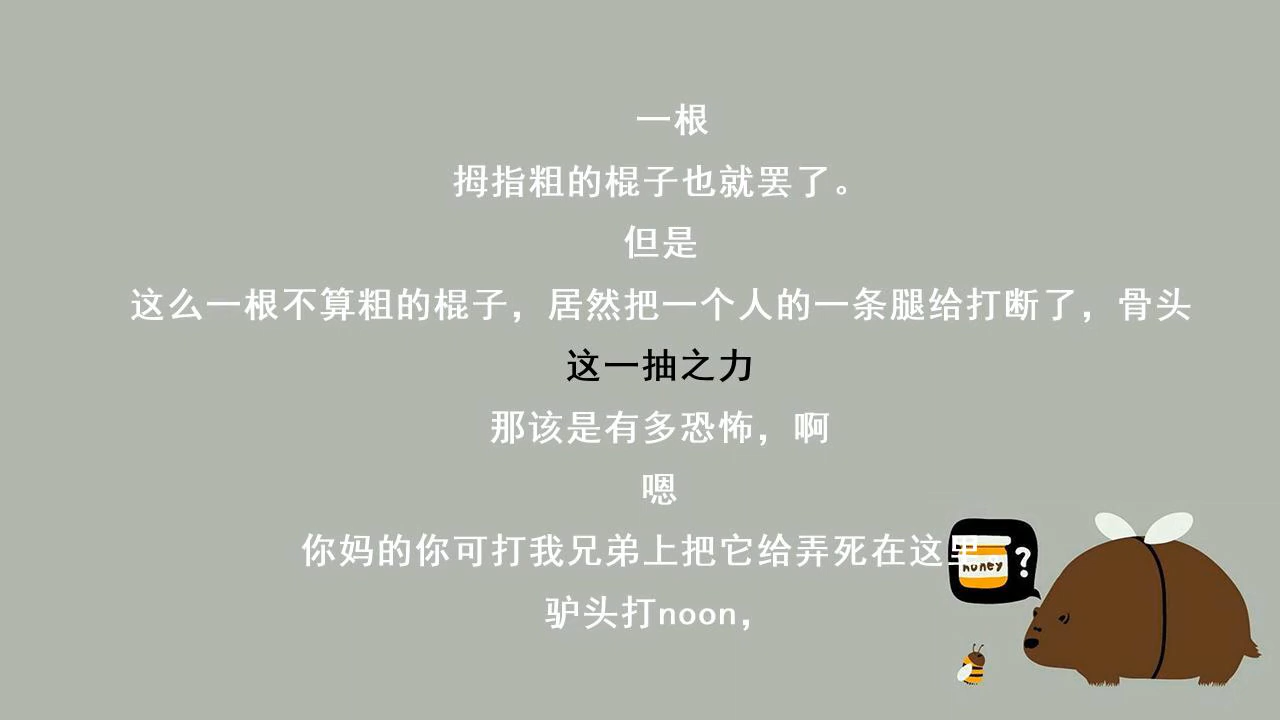 一根
拇指粗的棍子也就罢了。
但是
这么一根不算粗的棍子，居然把一个人的一条腿给打断了，骨头
这一抽之力
那该是有多恐怖，啊
嗯
你妈的你可打我兄弟上把它给弄死在这里。
honey ?
驴头打noon，